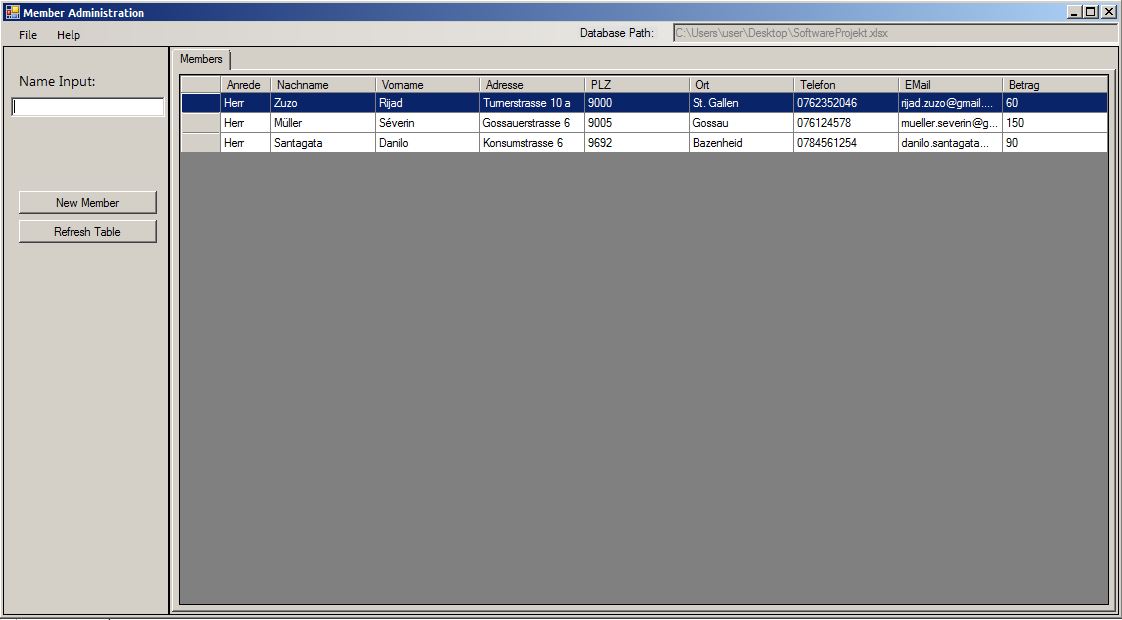 Member Administration
File Help Database Path: C:\Users\user\Desktop\SoftwareProjekt.xlsx
Name Input:
New Member
Refresh Table
Members
Anrede Nachname Vorname Adresse PLZ Ort Telefon EMail Betrag
Herr Zuzo Rijad Turnerstrasse 10 a 9000 St. Gallen 0762352046 rijad.zuzo@gmail.... 60
Herr Müller Séverin Gossauerstrasse 6 9005 Gossau 076124578 mueller.severin@g... 150
Herr Santagata Danilo Konsumstrasse 6 9692 Bazenheid 0784561254 danilo.santagata... 90